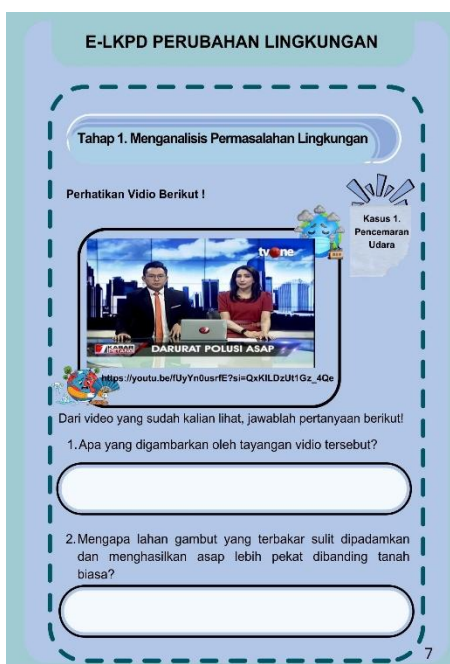 E-LKPD PERUBAHAN LINGKUNGAN
Tahap 1. Menganalisis Permasalahan Lingkungan
Perhatikan Vidio Berikut !
Kasus 1.
Pencemaran
Udara
tvOne
KABAR
PETANG
DARURAT POLUSI ASAP
https://youtu.be/fUyYn0usrfE?si=QxKILDzUt1Gz_4Qe
Dari video yang sudah kalian lihat, jawablah pertanyaan berikut!
1.Apa yang digambarkan oleh tayangan vidio tersebut?
2.Mengapa lahan gambut yang terbakar sulit dipadamkan
dan menghasilkan asap lebih pekat dibanding tanah
biasa?
7